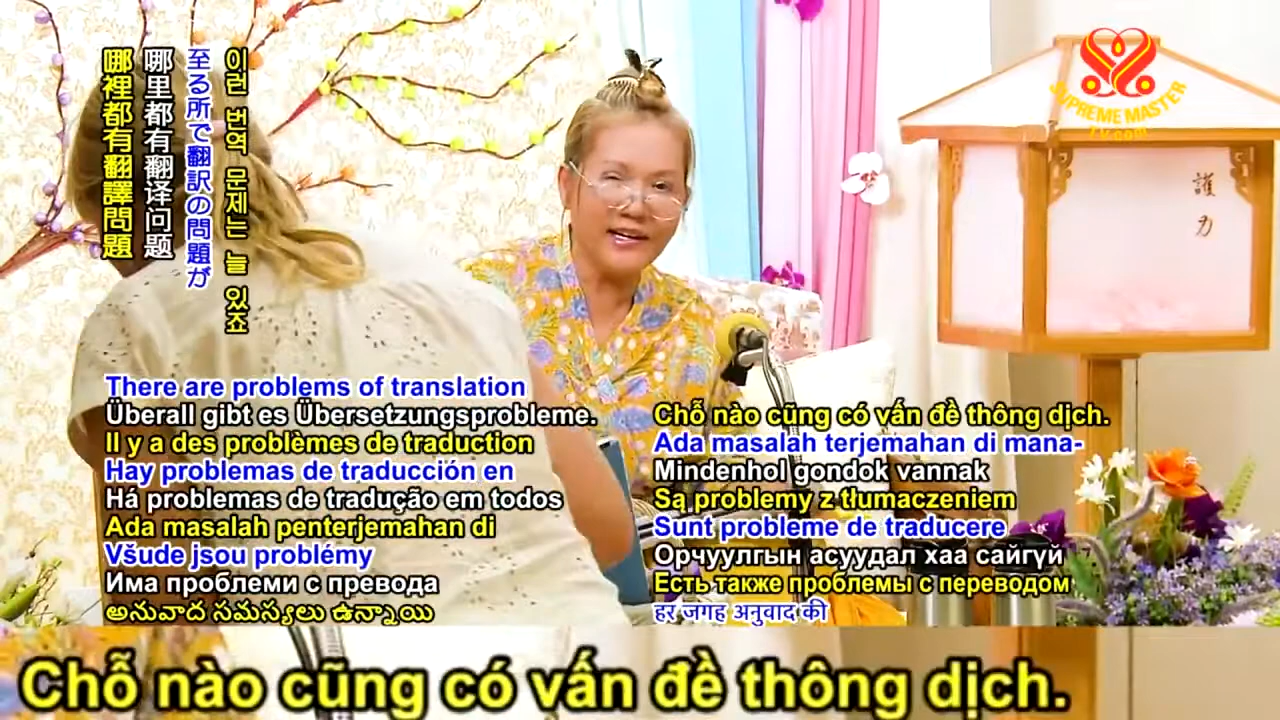 哪裡都有翻譯問題
哪里都有翻译问题
至る所で翻訳の問題が
이런 번역 문제는 늘 있죠
SUPREME MASTER
TV.com
護力
There are problems of translation
Überall gibt es Übersetzungsprobleme.
Il y a des problèmes de traduction
Hay problemas de traducción en
Há problemas de tradução em todos
Ada masalah penterjemahan di
Všude jsou problémy
Има проблеми с превода
అనువాద సమస్యలు ఉన్నాయి
Chỗ nào cũng có vấn đề thông dịch.
Ada masalah terjemahan di mana-
Mindenhol gondok vannak
Są problemy z tłumaczeniem
Sunt probleme de traducere
Орчуулгын асуудал хаа сайгүй
Есть также проблемы с переводом
हर जगह अनुवाद की
Chỗ nào cũng có vấn đề thông dịch.